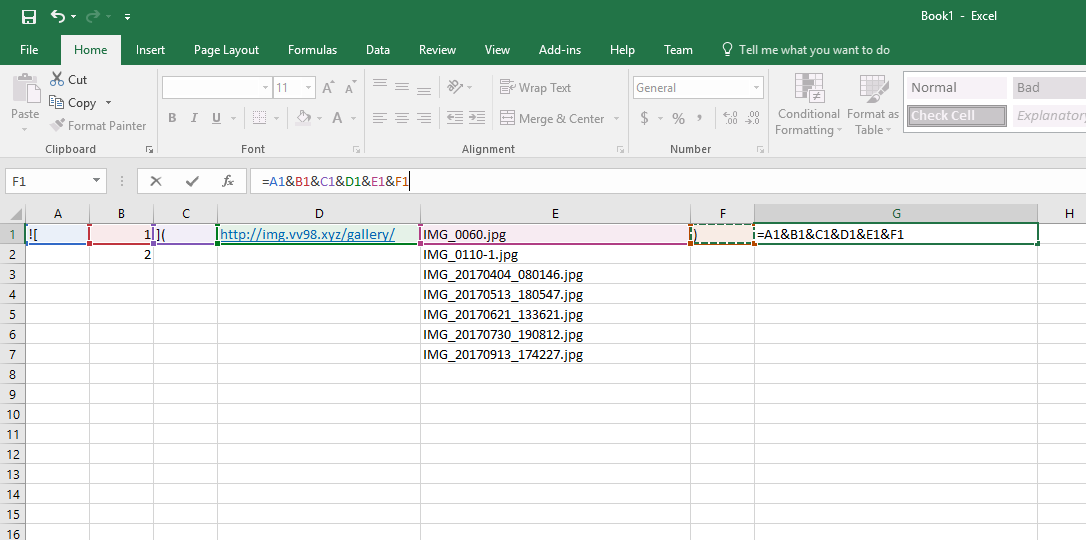 Book1 - Excel
File Home Insert Page Layout Formulas Data Review View Add-ins Help Team Tell me what you want to do
Paste
Cut
Copy
Format Painter
Clipboard
11
B I U
Font
Wrap Text
Merge & Center
Alignment
General
$ % ,
Number
Conditional Formatting
Format as Table
Normal Bad
Check Cell Explanatory
F1 fx =A1&B1&C1&D1&E1&F1
A B C D E F G H
1 ![ 1 ]( http://img.vv98.xyz/gallery/ IMG_0060.jpg ) =A1&B1&C1&D1&E1&F1
2 2 IMG_0110-1.jpg
3 IMG_20170404_080146.jpg
4 IMG_20170513_180547.jpg
5 IMG_20170621_133621.jpg
6 IMG_20170730_190812.jpg
7 IMG_20170913_174227.jpg
8
9
10
11
12
13
14
15
16